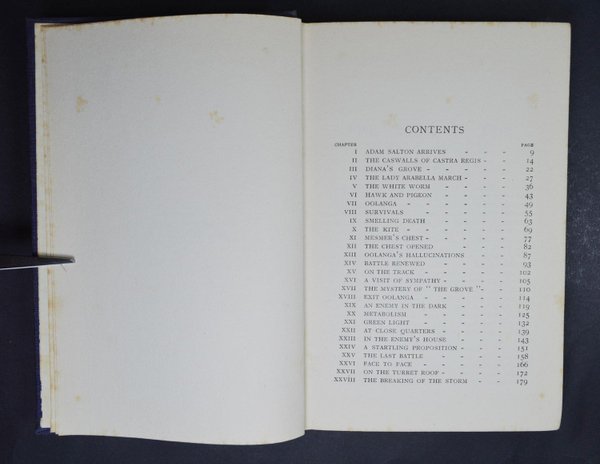 CONTENTS
CHAPTER PAGE
I ADAM SALTON ARRIVES - - - 9
II THE CASWALLS OF CASTRA REGIS - - 14
III DIANA'S GROVE - - - - - 22
IV THE LADY ARABELLA MARCH - - - 27
V THE WHITE WORM - - - - 36
VI HAWK AND PIGEON - - - - 43
VII OOLANGA - - - - - - 49
VIII SURVIVALS - - - - - 55
IX SMELLING DEATH - - - - 63
X THE KITE - - - - - - 69
XI MESMER'S CHEST - - - - - 77
XII THE CHEST OPENED - - - - 82
XIII OOLANGA'S HALLUCINATIONS - - - 87
XIV BATTLE RENEWED - - - - 93
XV ON THE TRACK - - - - - 102
XVI A VISIT OF SYMPATHY - - - - 105
XVII THE MYSTERY OF "THE GROVE" - - - 110
XVIII EXIT OOLANGA - - - - - 114
XIX AN ENEMY IN THE DARK - - - 119
XX METABOLISM - - - - - 125
XXI GREEN LIGHT - - - - - 132
XXII AT CLOSE QUARTERS - - - - 139
XXIII IN THE ENEMY'S HOUSE - - - 143
XXIV A STARTLING PROPOSITION - - - 151
XXV THE LAST BATTLE - - - - 158
XXVI FACE TO FACE - - - - - 166
XXVII ON THE TURRET ROOF - - - - 172
XXVIII THE BREAKING OF THE STORM - - 179